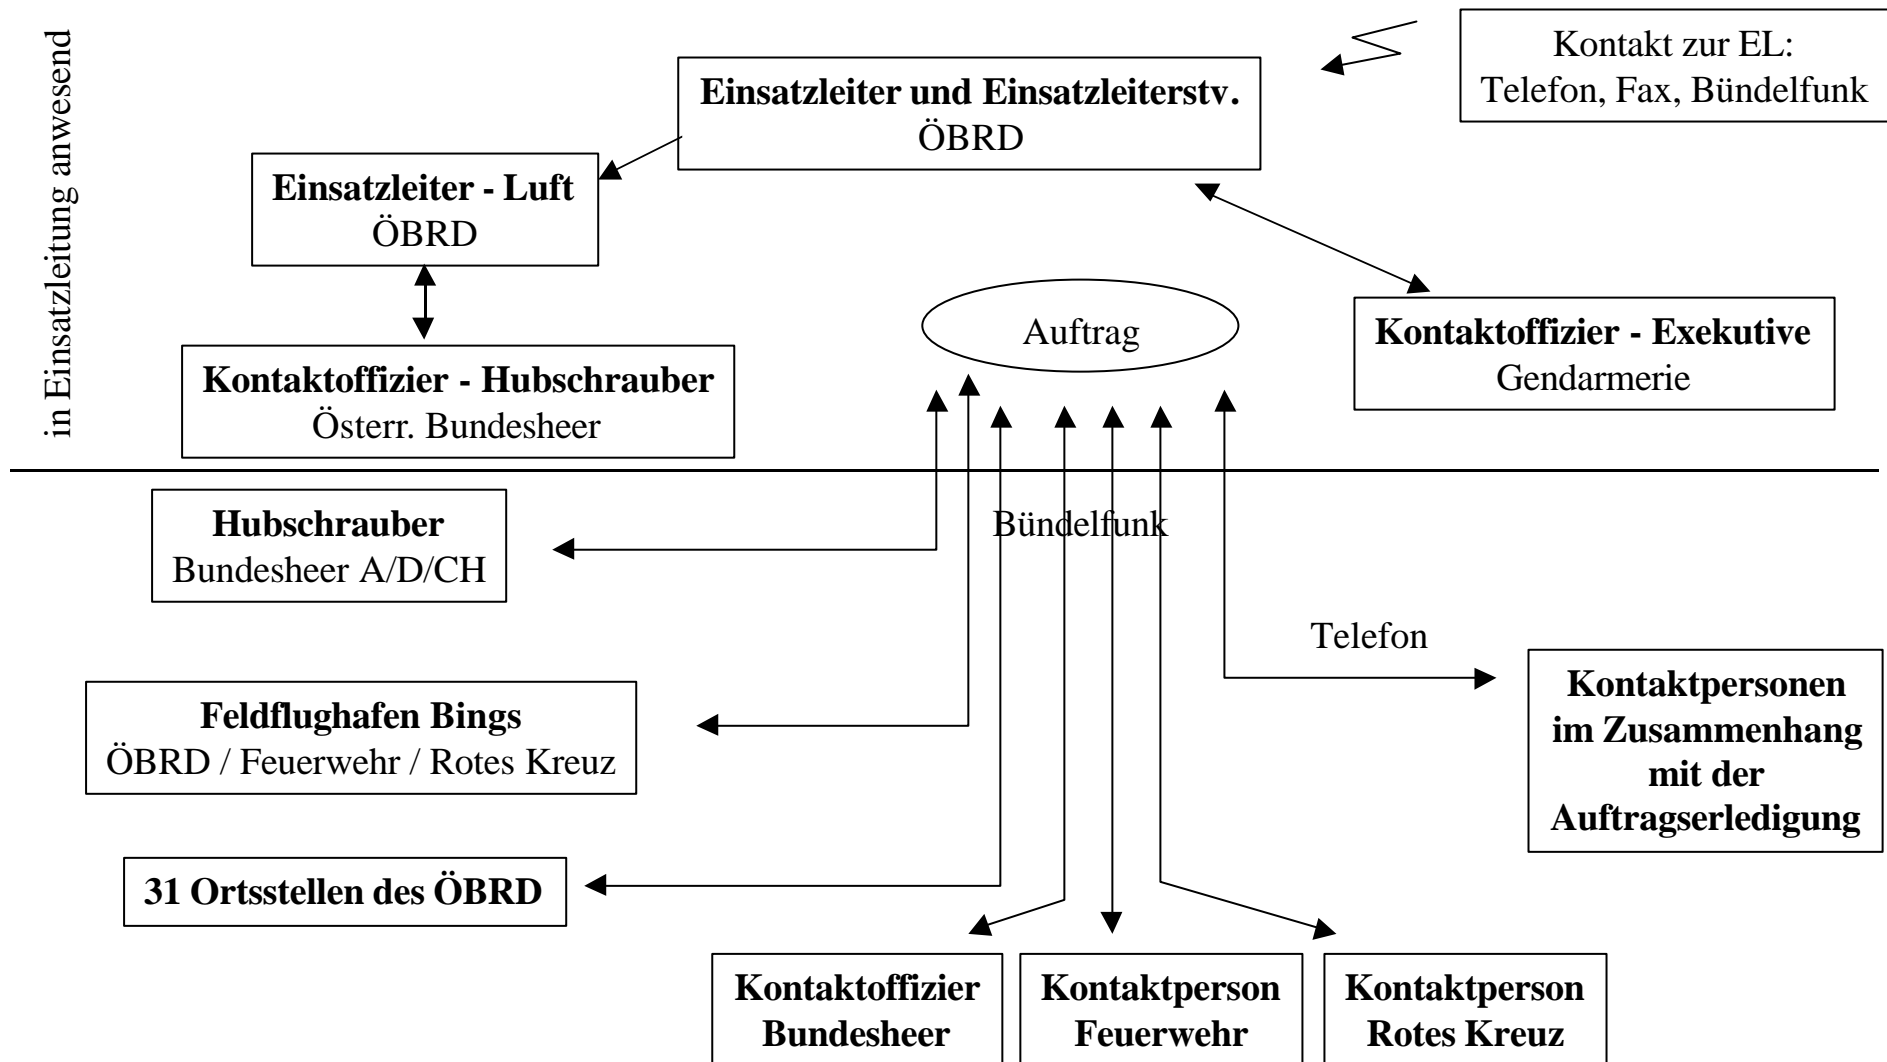 in Einsatzleitung anwesend
Kontakt zur EL:
Telefon, Fax, Bündelfunk
Einsatzleiter und Einsatzleiterstv.
ÖBRD
Einsatzleiter - Luft
ÖBRD
Auftrag
Kontaktoffizier - Exekutive
Gendarmerie
Kontaktoffizier - Hubschrauber
Österr. Bundesheer
Hubschrauber
Bundesheer A/D/CH
Bündelfunk
Telefon
Feldflughafen Bings
ÖBRD / Feuerwehr / Rotes Kreuz
Kontaktpersonen
im Zusammenhang
mit der
Auftragserledigung
31 Ortsstellen des ÖBRD
Kontaktoffizier
Bundesheer
Kontaktperson
Feuerwehr
Kontaktperson
Rotes Kreuz